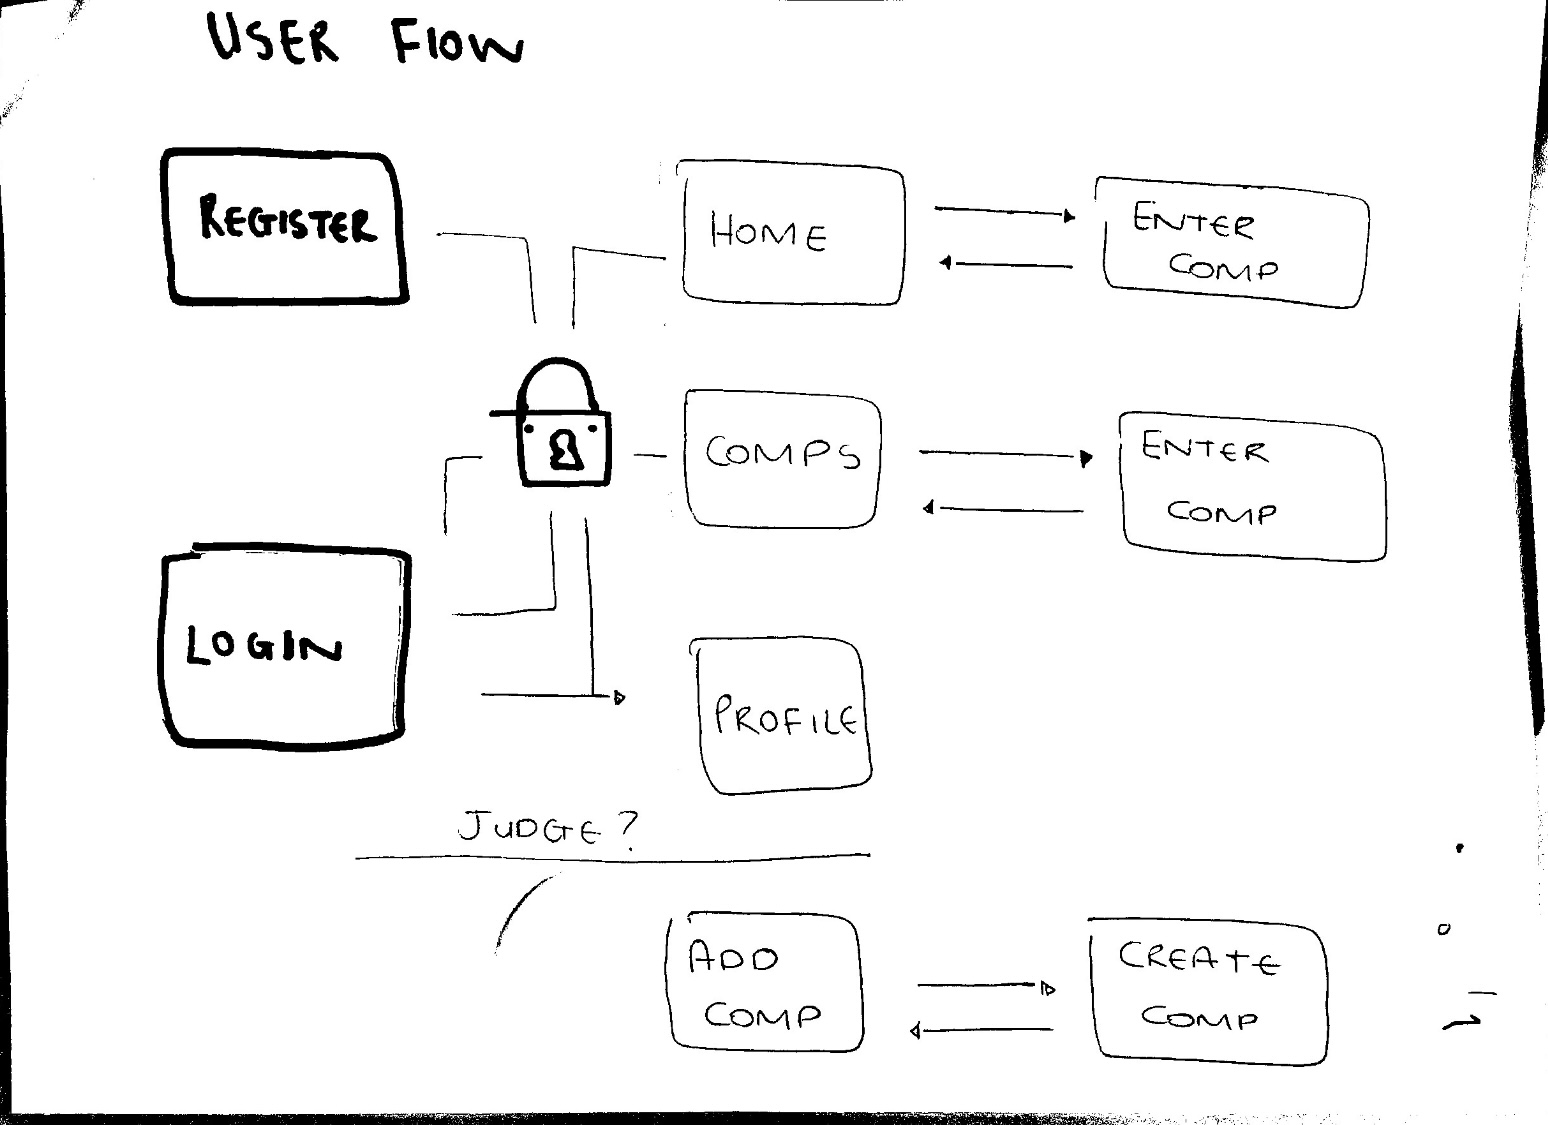 USER FLOW
REGISTER
HOME
ENTER
COMP
COMPS
ENTER
COMP
LOGIN
PROFILE
JUDGE?
ADD
COMP
CREATE
COMP